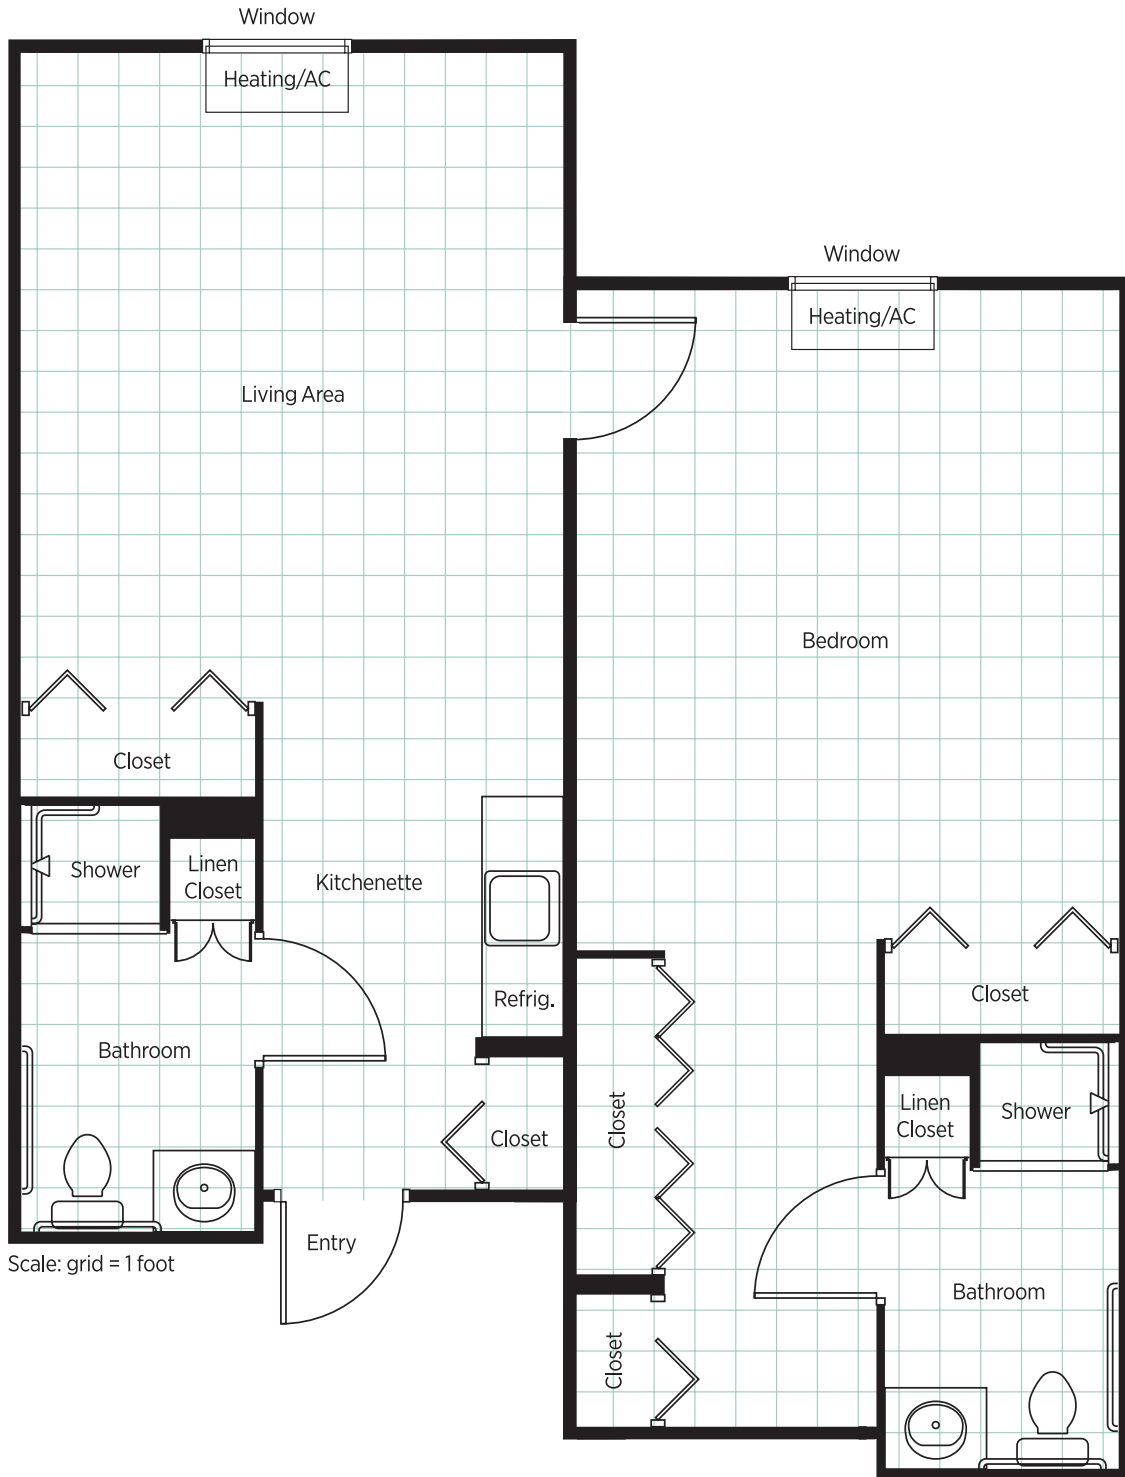 Window
Heating/AC
Window
Heating/AC
Living Area
Bedroom
Closet
Shower
Linen
Closet
Kitchenette
Refrig.
Closet
Bathroom
Closet
Linen
Closet
Shower
Closet
Entry
Scale: grid = 1 foot
Bathroom
Closet